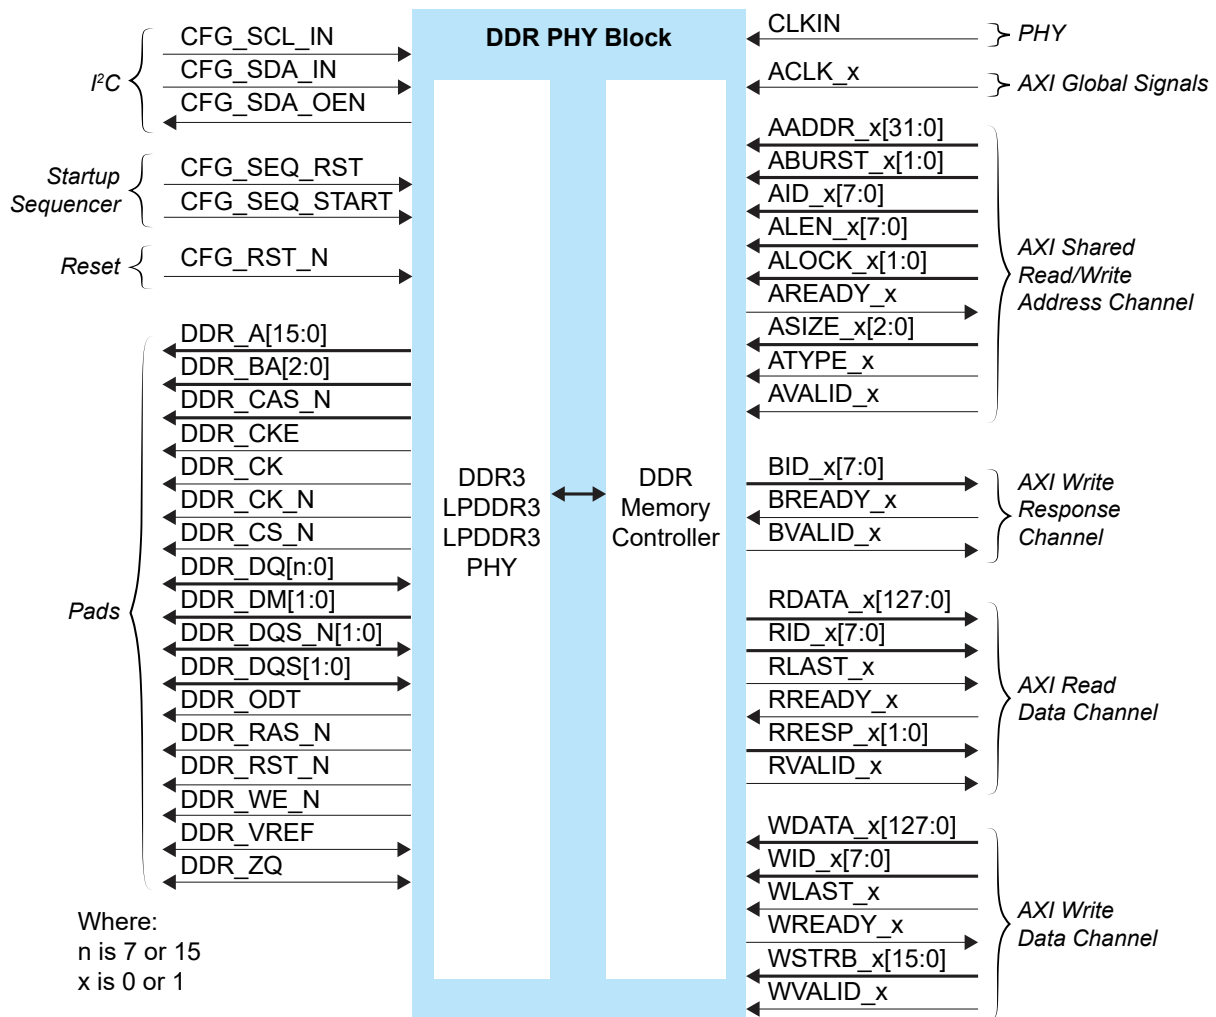 DDR PHY Block
I²C
CFG_SCL_IN
CFG_SDA_IN
CFG_SDA_OEN
Startup
Sequencer
CFG_SEQ_RST
CFG_SEQ_START
Reset
CFG_RST_N
Pads
DDR_A[15:0]
DDR_BA[2:0]
DDR_CAS_N
DDR_CKE
DDR_CK
DDR_CK_N
DDR_CS_N
DDR_DQ[n:0]
DDR_DM[1:0]
DDR_DQS_N[1:0]
DDR_DQS[1:0]
DDR_ODT
DDR_RAS_N
DDR_RST_N
DDR_WE_N
DDR_VREF
DDR_ZQ
Where:
n is 7 or 15
x is 0 or 1
DDR3
LPDDR3
LPDDR3
PHY
DDR
Memory
Controller
CLKIN
PHY
ACLK_x
AXI Global Signals
AADDR_x[31:0]
ABURST_x[1:0]
AID_x[7:0]
ALEN_x[7:0]
ALOCK_x[1:0]
AREADY_x
ASIZE_x[2:0]
ATYPE_x
AVALID_x
AXI Shared
Read/Write
Address Channel
BID_x[7:0]
BREADY_x
BVALID_x
AXI Write
Response
Channel
RDATA_x[127:0]
RID_x[7:0]
RLAST_x
RREADY_x
RRESP_x[1:0]
RVALID_x
AXI Read
Data Channel
WDATA_x[127:0]
WID_x[7:0]
WLAST_x
WREADY_x
WSTRB_x[15:0]
WVALID_x
AXI Write
Data Channel